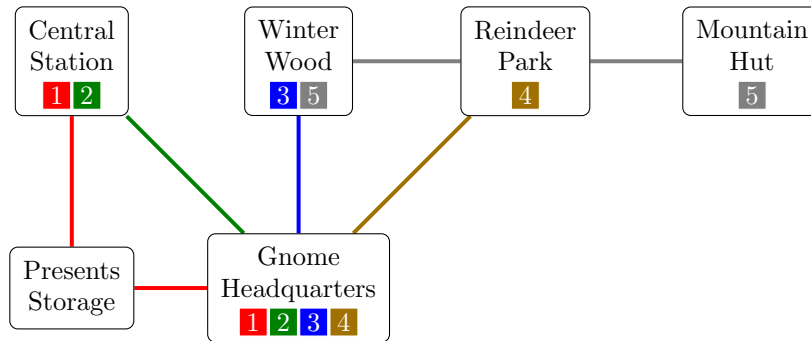 Central
Station
1 2
Winter
Wood
3 5
Reindeer
Park
4
Mountain
Hut
5
Presents
Storage
Gnome
Headquarters
1 2 3 4